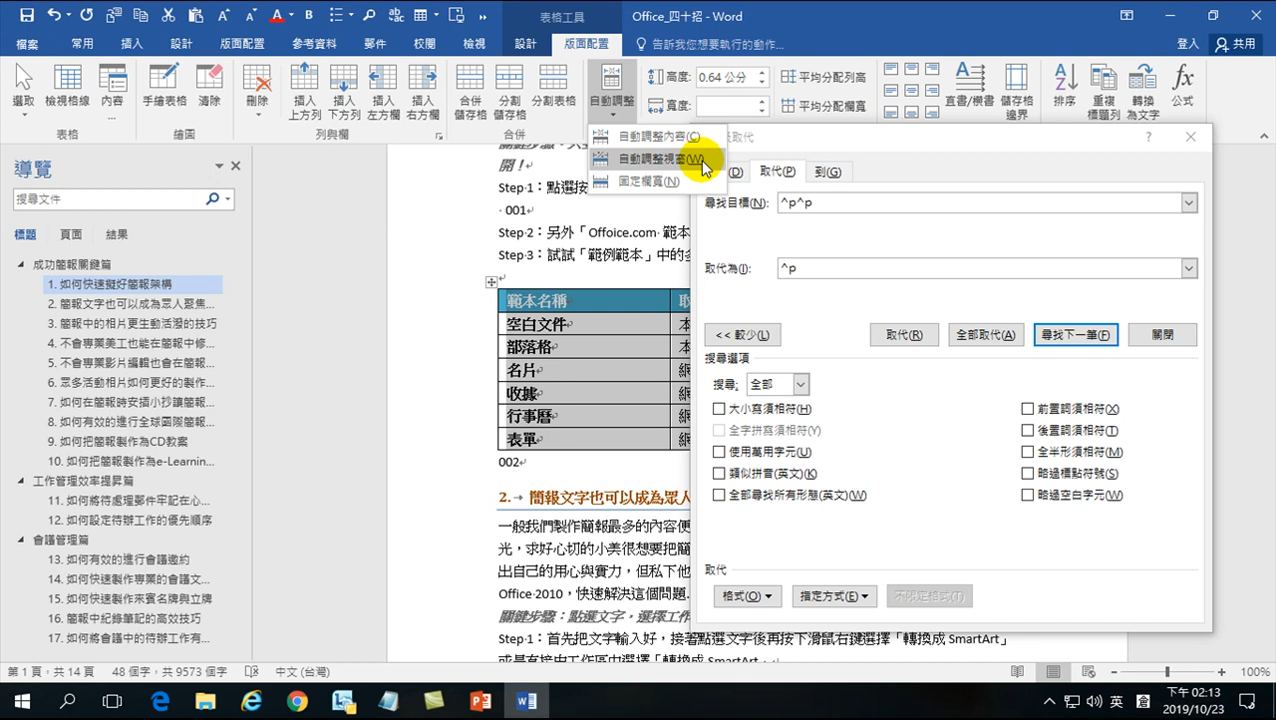 表格工具
Office_四十招 - Word
檔案 常用 插入 設計 版面配置 參考資料 郵件 校閱 檢視 設計 版面配置 告訴我您想要執行的動作... 登入 共用
選取 檢視格線 內容... 手繪表格 清除 刪除 插入上方列 插入下方列 插入左方欄 插入右方欄 合併儲存格 分割儲存格 分割表格 自動調整 高度: 0.64 公分 寬度: 平均分配列高 平均分配欄寬 直書/橫書 儲存格邊界 排序 重複標題列 轉換文字 公式
表格 繪圖 列與欄 合併
自動調整內容(C)
自動調整視窗(W)
固定欄寬(N)
導覽
搜尋文件
標題 頁面 結果
成功簡報關鍵篇
1. 如何快速擬好簡報架構
2. 簡報文字也可以成為眾人聚焦...
3. 簡報中的相片更生動活潑的技巧
4. 不會專業美工也能在簡報中修...
5. 不會專業影片編輯也會在簡報...
6. 眾多活動相片如何更好的製作...
7. 如何在簡報時安插小抄讓簡報...
8. 如何有效的進行全球團隊簡報...
9. 如何把簡報製作為CD教案
10. 如何把簡報製作為e-Learnin...
工作管理效率提昇篇
11. 如何將待處理郵件牢記在心...
12. 如何設定待辦工作的優先順序
會議管理篇
13. 如何有效的進行會議邀約
14. 如何快速製作專業的會議文...
15. 如何快速製作來賓名牌與立牌
16. 簡報中紀錄筆記的高效技巧
17. 如何將會議中的待辦工作有...
開！
Step 1：點選按
001
Step 2：另外「Offoice.com 範本
Step 3：試試「範例範本」中的多
範本名稱
空白文件
部落格
名片
收據
行事曆
表單
002
2. 簡報文字也可以成為眾人
一般我們製作簡報最多的內容便
光，求好心切的小美很想要把簡
出自己的用心與實力，但私下他
Office 2010，快速解決這個問題.
關鍵步驟：點選文字，選擇工作
Step 1：首先把文字輸入好，接著點選文字後再按下滑鼠右鍵選擇「轉換成 SmartArt」
或是直接由工作區中選擇「轉換成 SmartArt
取代
(D) 取代(P) 到(G)
尋找目標(N): ^p^p
取代為(I): ^p
<< 較少(L) 取代(R) 全部取代(A) 尋找下一筆(F) 關閉
搜尋選項
搜尋: 全部
大小寫須相符(H) 前置詞須相符(X)
全字拼寫須相符(Y) 後置詞須相符(T)
使用萬用字元(U) 全半形須相符(M)
類似拼音(英文)(K) 略過標點符號(S)
全部尋找所有形態(英文)(W) 略過空白字元(W)
取代
格式(O) 指定方式(E) 不限定格式(T)
第 1 頁，共 14 頁 48 個字，共 9573 個字 中文 (台灣) 100%
英 下午 02:13
2019/10/23